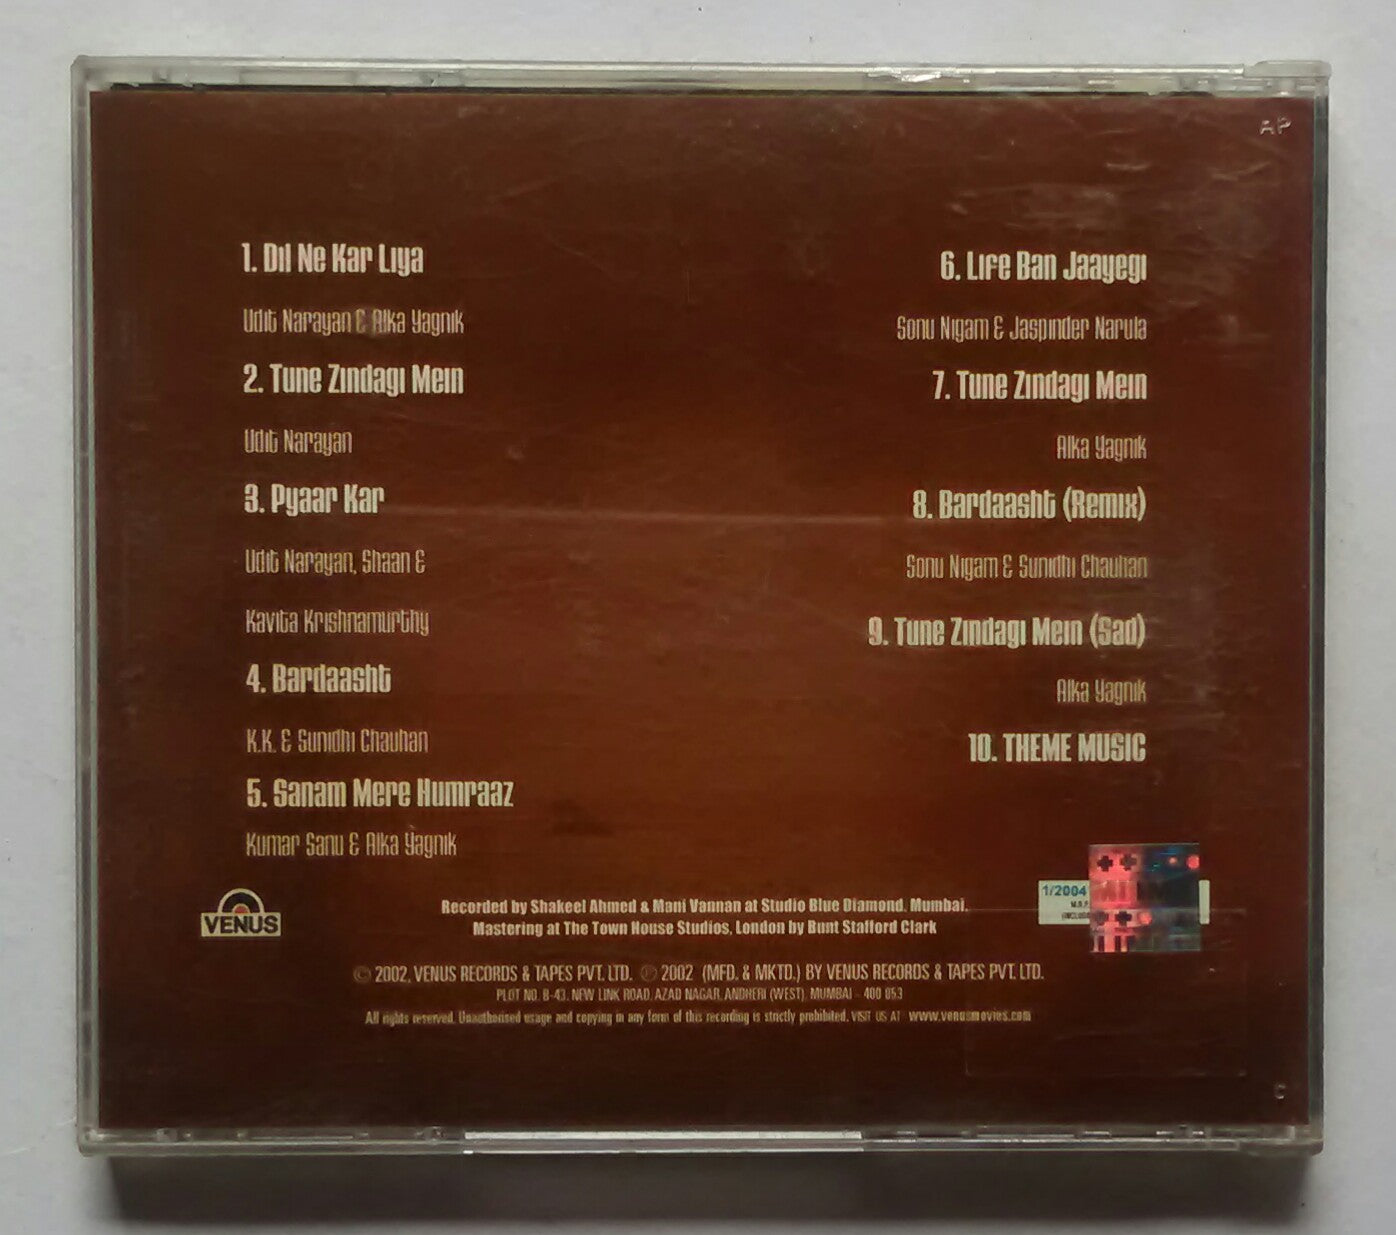 1. Dil Ne Kar Liya
Udit Narayan & Alka Yagnik
2. Tune Zindagi Mein
Udit Narayan
3. Pyaar Kar
Udit Narayan, Shaan &
Kavita Krishnamurthy
4. Bardaasht
K.K. & Sunidhi Chauhan
5. Sanam Mere Humraaz
Kumar Sanu & Alka Yagnik
6. Life Ban Jaayegi
Sonu Nigam & Jaspinder Narula
7. Tune Zindagi Mein
Alka Yagnik
8. Bardaasht (Remix)
Sonu Nigam & Sunidhi Chauhan
9. Tune Zindagi Mein (Sad)
Alka Yagnik
10. THEME MUSIC
AP
VENUS
1/2004
M.R.P.
Recorded by Shakeel Ahmed & Mani Vannan at Studio Blue Diamond. Mumbai.
Mastering at The Town House Studios, London by Bunt Stafford Clark
© 2002, VENUS RECORDS & TAPES PVT. LTD. ℗ 2002 (MFD. & MKTD.) BY VENUS RECORDS & TAPES PVT. LTD.
PLOT NO. B-43, NEW LINK ROAD, AZAD NAGAR, ANDHERI (WEST), MUMBAI - 400 053
All rights reserved. Unauthorised usage and copying in any form of this recording is strictly prohibited. VISIT US AT www.venusmovies.com